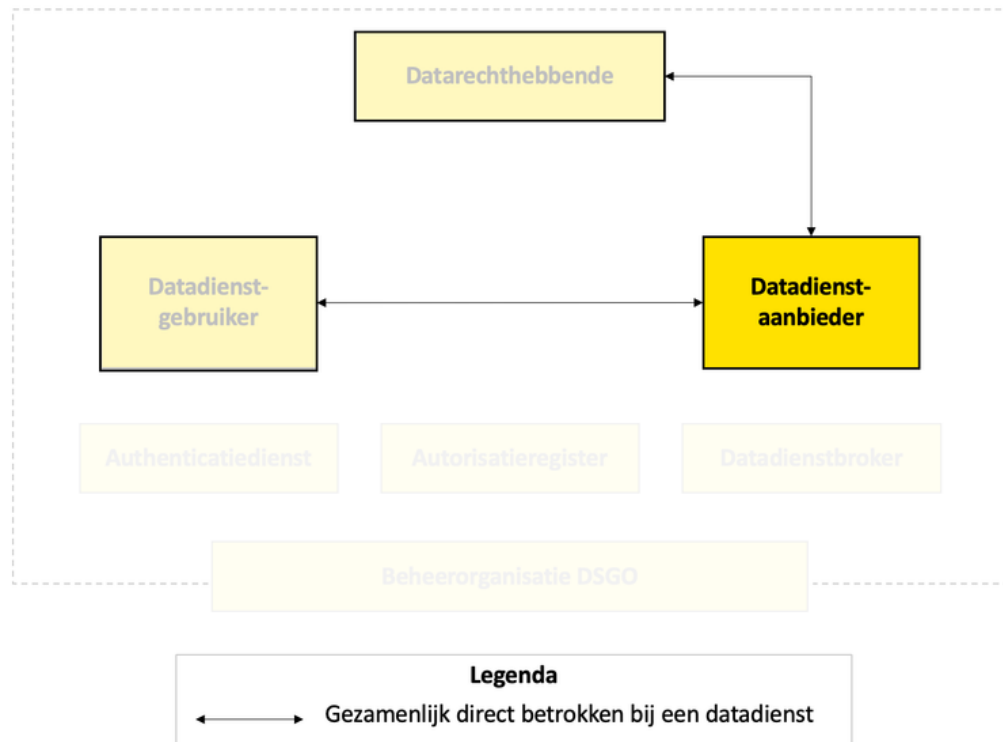 Datarechthebbende
Datadienst-
gebruiker
Datadienst-
aanbieder
Authenticatiedienst
Autorisatieregister
Datadienstbroker
Beheerorganisatie DSGO
Legenda
Gezamenlijk direct betrokken bij een datadienst